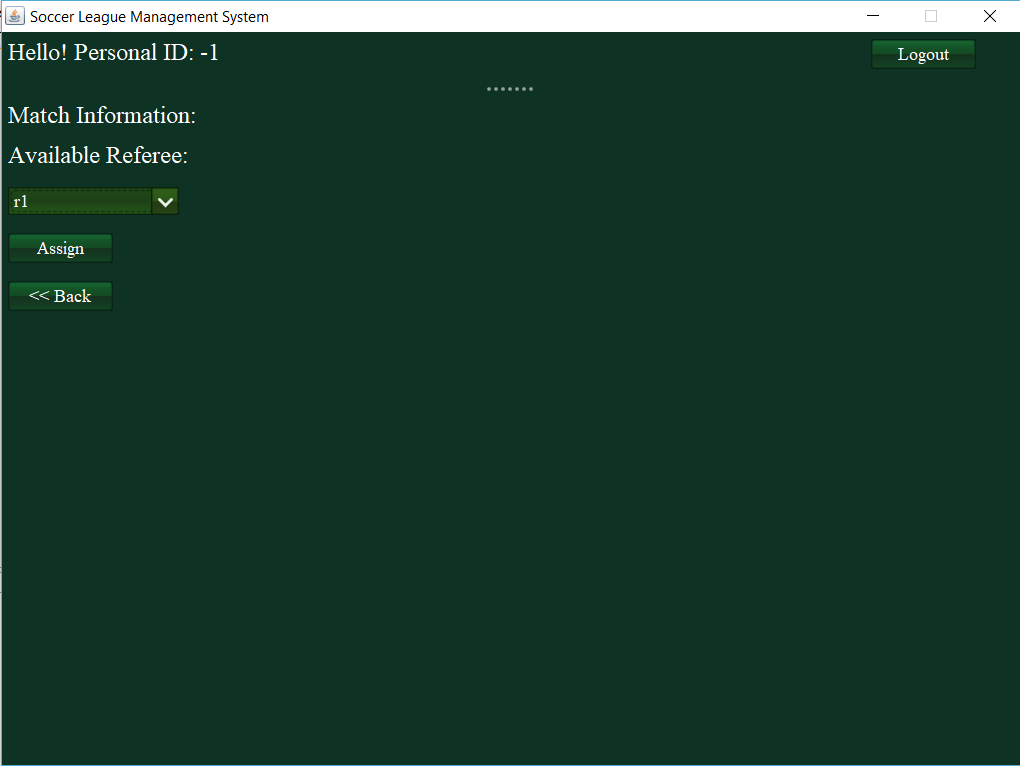 Soccer League Management System
Hello! Personal ID: -1
Logout
Match Information:
Available Referee:
r1
Assign
<< Back